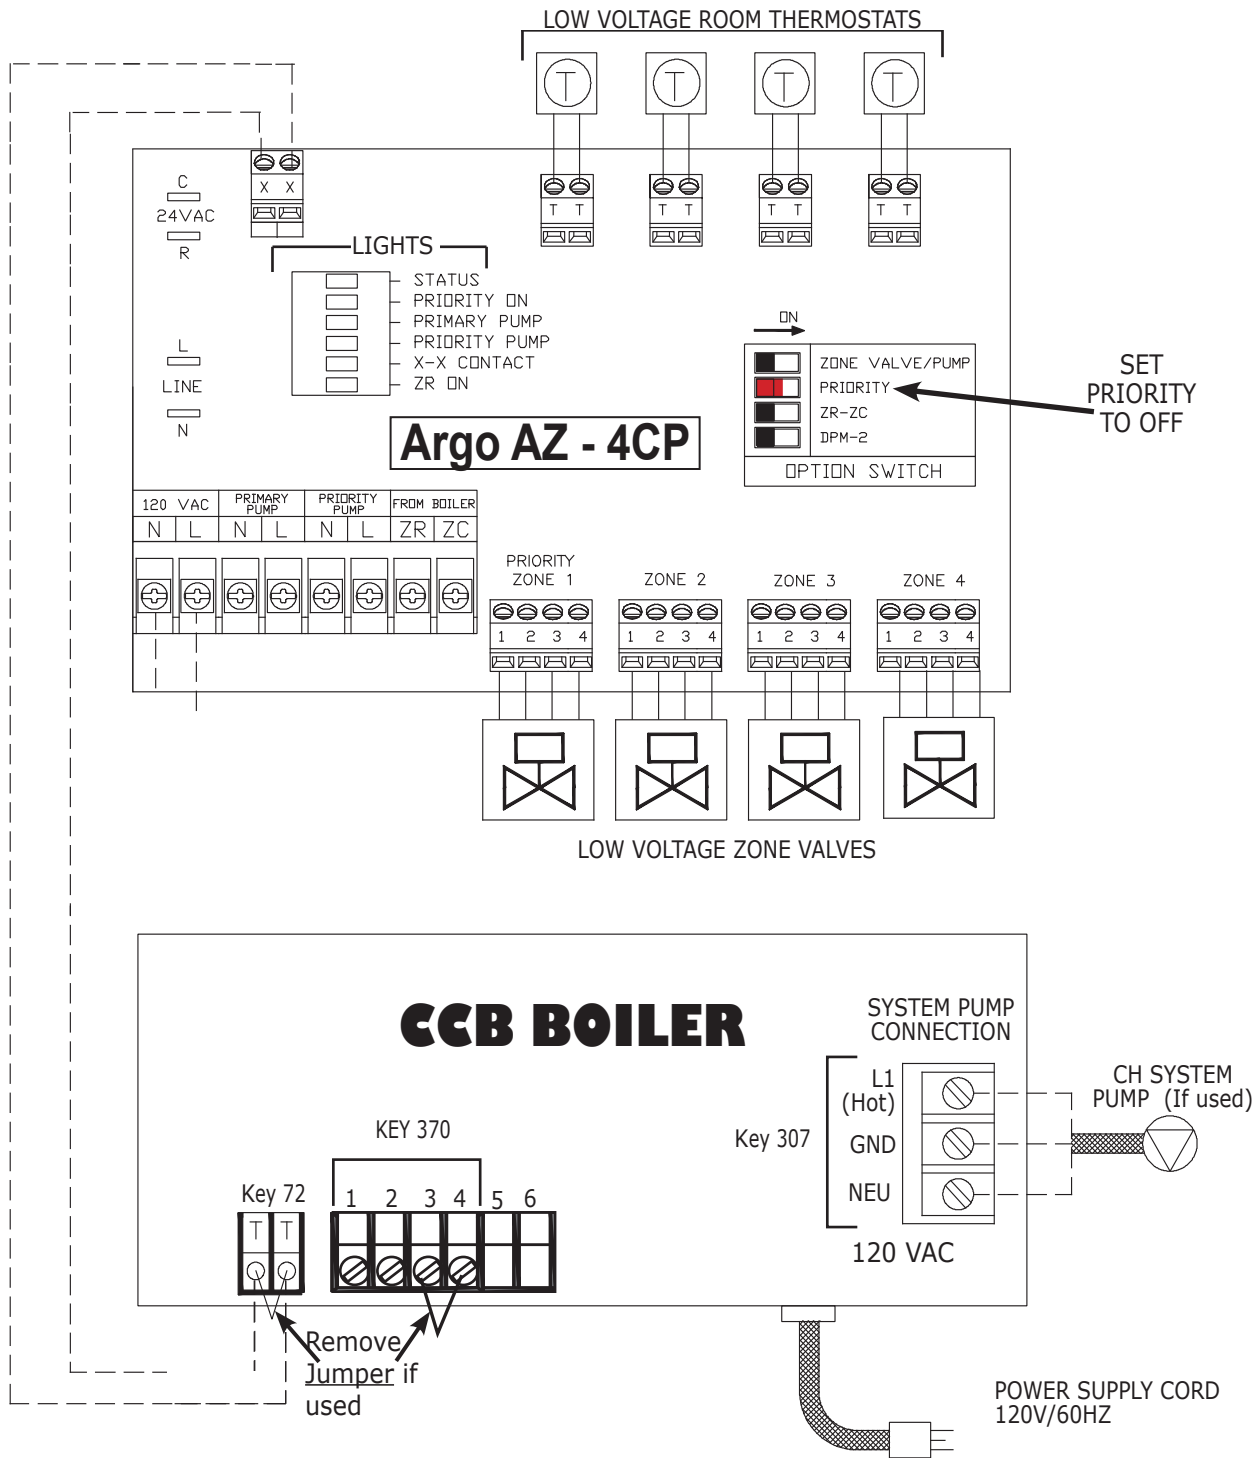 LOW VOLTAGE ROOM THERMOSTATS
T T T T
C
24VAC
R
X X
T T
T T
T T
T T
LIGHTS
STATUS
PRIORITY ON
PRIMARY PUMP
PRIORITY PUMP
X-X CONTACT
ZR ON
L
LINE
N
ON
ZONE VALVE/PUMP
PRIORITY
ZR-ZC
DPM-2
OPTION SWITCH
SET
PRIORITY
TO OFF
Argo AZ - 4CP
120 VAC
PRIMARY
PUMP
PRIORITY
PUMP
FROM BOILER
N L N L N L ZR ZC
PRIORITY
ZONE 1
ZONE 2
ZONE 3
ZONE 4
1 2 3 4
1 2 3 4
1 2 3 4
1 2 3 4
LOW VOLTAGE ZONE VALVES
CCB BOILER
SYSTEM PUMP
CONNECTION
L1
(Hot)
GND
NEU
Key 307
120 VAC
CH SYSTEM
PUMP (If used)
KEY 370
Key 72
1 2 3 4 5 6
T T
Remove
Jumper if
used
POWER SUPPLY CORD
120V/60HZ